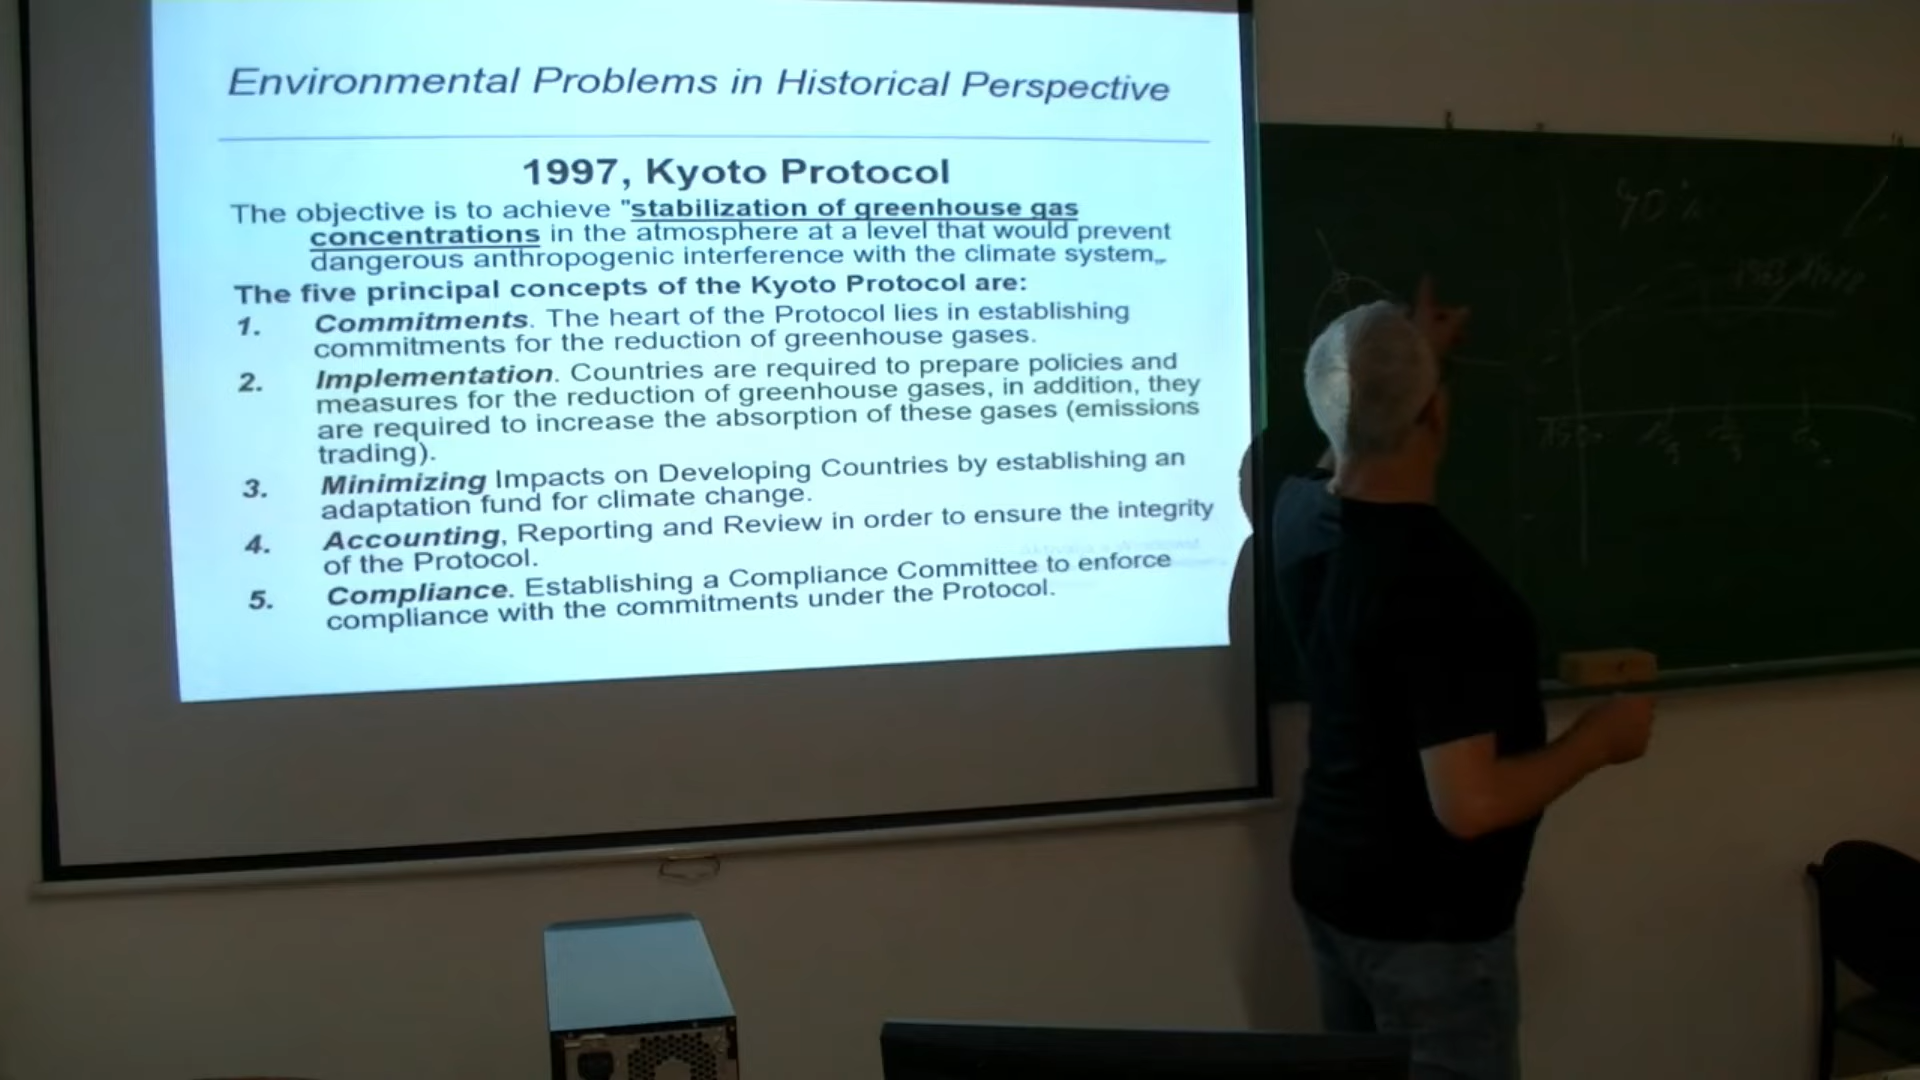 Environmental Problems in Historical Perspective
1997, Kyoto Protocol
The objective is to achieve "stabilization of greenhouse gas
concentrations in the atmosphere at a level that would prevent
dangerous anthropogenic interference with the climate system„
The five principal concepts of the Kyoto Protocol are:
1. Commitments. The heart of the Protocol lies in establishing
commitments for the reduction of greenhouse gases.
2. Implementation. Countries are required to prepare policies and
measures for the reduction of greenhouse gases, in addition, they
are required to increase the absorption of these gases (emissions
trading).
3. Minimizing Impacts on Developing Countries by establishing an
adaptation fund for climate change.
4. Accounting, Reporting and Review in order to ensure the integrity
of the Protocol.
5. Compliance. Establishing a Compliance Committee to enforce
compliance with the commitments under the Protocol.